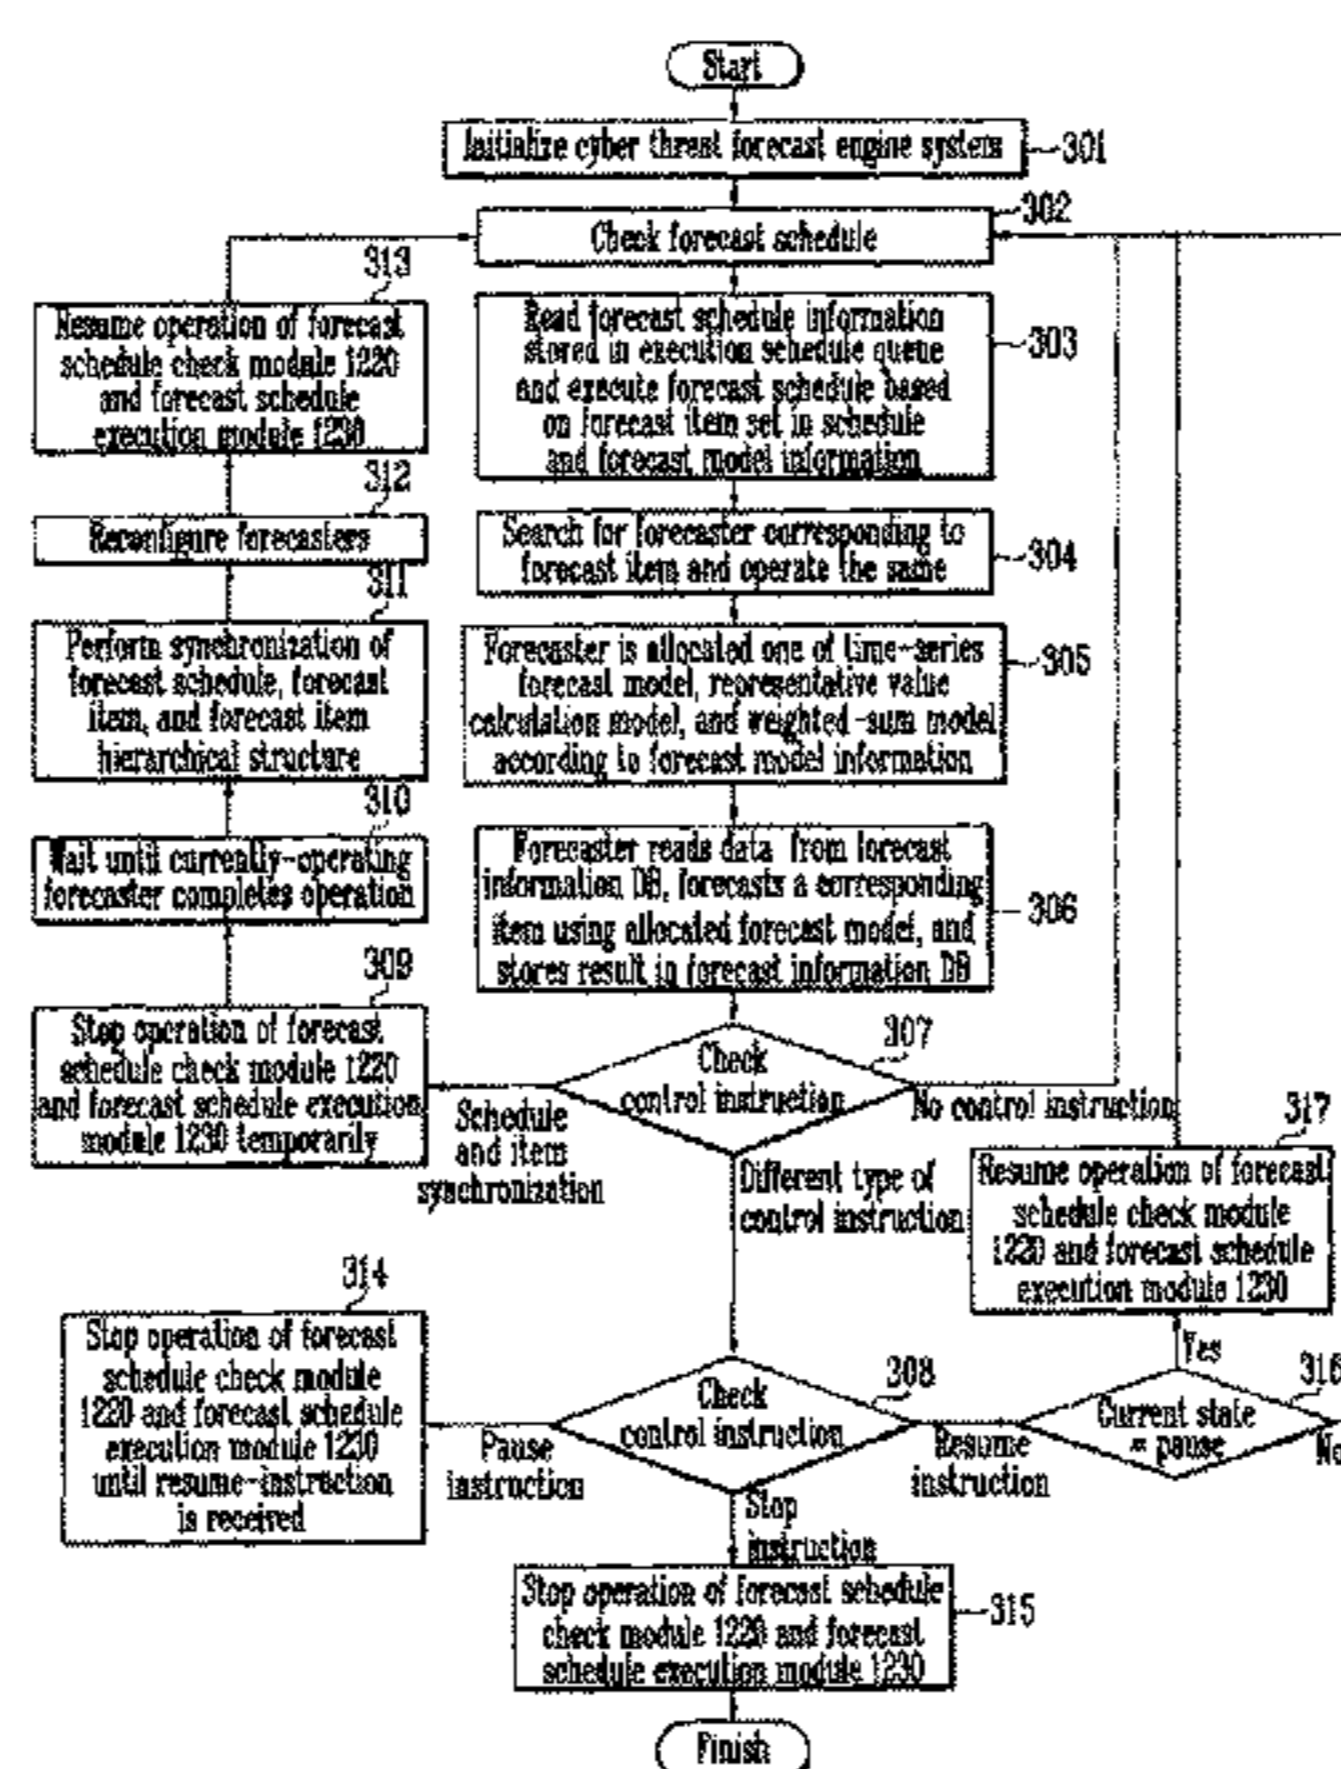 Start
Initialize cyber threat forecast engine system
301
302
Check forecast schedule
Read forecast schedule information
stored in execution schedule queue
and execute forecast schedule based
on forecast item set in schedule
and forecast model information
303
Search for forecaster corresponding to
forecast item and operate the same
304
Forecaster is allocated one of time-series
forecast model, representative value
calculation model, and weighted-sum model
according to forecast model information
305
Forecaster reads data from forecast
information DB, forecasts a corresponding
item using allocated forecast model, and
stores result in forecast information DB
306
307
Check
control instruction
No control instruction
Schedule
and item
synchronization
Different type of
control instruction
313
Resume operation of forecast
schedule check module 1220
and forecast schedule
execution module 1230
312
Reconfigure forecasters
311
Perform synchronization of
forecast schedule, forecast
item, and forecast item
hierarchical structure
310
Wait until currently-operating
forecaster completes operation
309
Stop operation of forecast
schedule check module 1220
and forecast schedule execution
module 1230 temporarily
317
Resume operation of forecast
schedule check module
1220 and forecast schedule
execution module 1230
Yes
316
Current state
= pause
No
308
Check
control instruction
Resume
instruction
Pause
instruction
Stop
instruction
314
Stop operation of forecast
schedule check module
1220 and forecast schedule
execution module 1230
until resume-instruction
is received
Stop operation of forecast schedule
check module 1220 and forecast
schedule execution module 1230
315
Finish